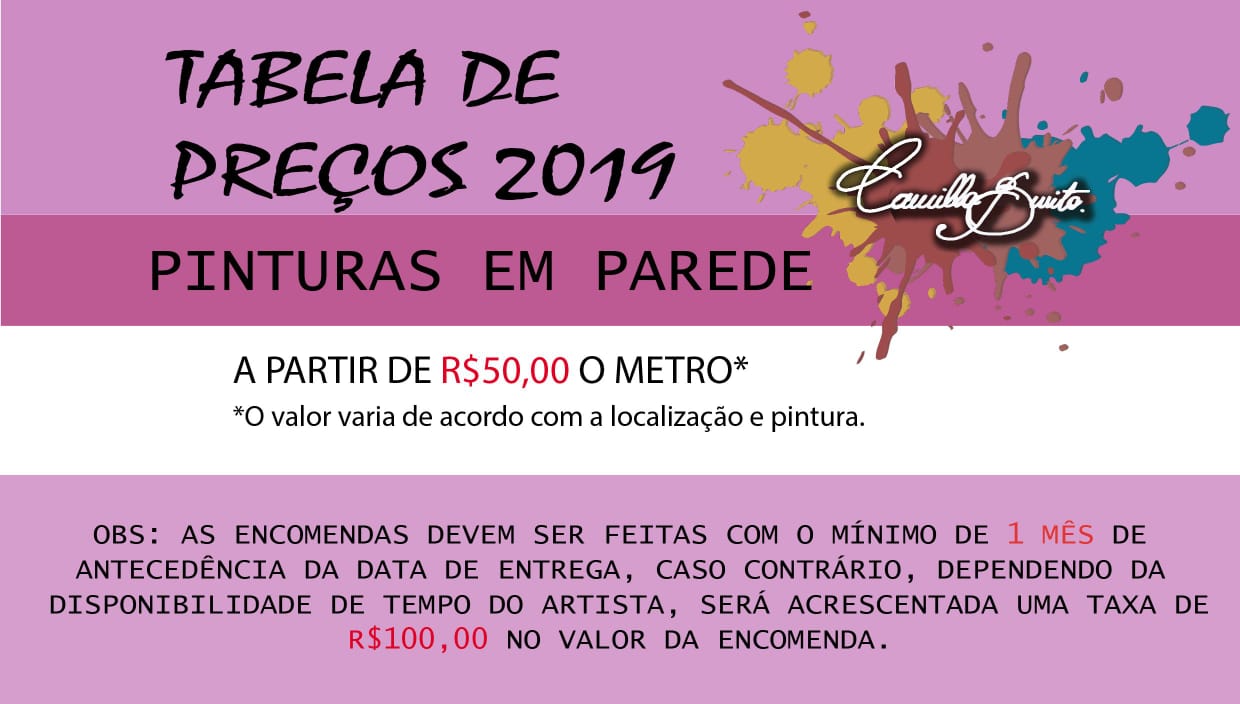 TABELA DE
PREÇOS 2019
PINTURAS EM PAREDE
A PARTIR DE R$50,00 O METRO*
*O valor varia de acordo com a localização e pintura.
OBS: AS ENCOMENDAS DEVEM SER FEITAS COM O MÍNIMO DE 1 MÊS DE
ANTECEDÊNCIA DA DATA DE ENTREGA, CASO CONTRÁRIO, DEPENDENDO DA
DISPONIBILIDADE DE TEMPO DO ARTISTA, SERÁ ACRESCENTADA UMA TAXA DE
R$100,00 NO VALOR DA ENCOMENDA.